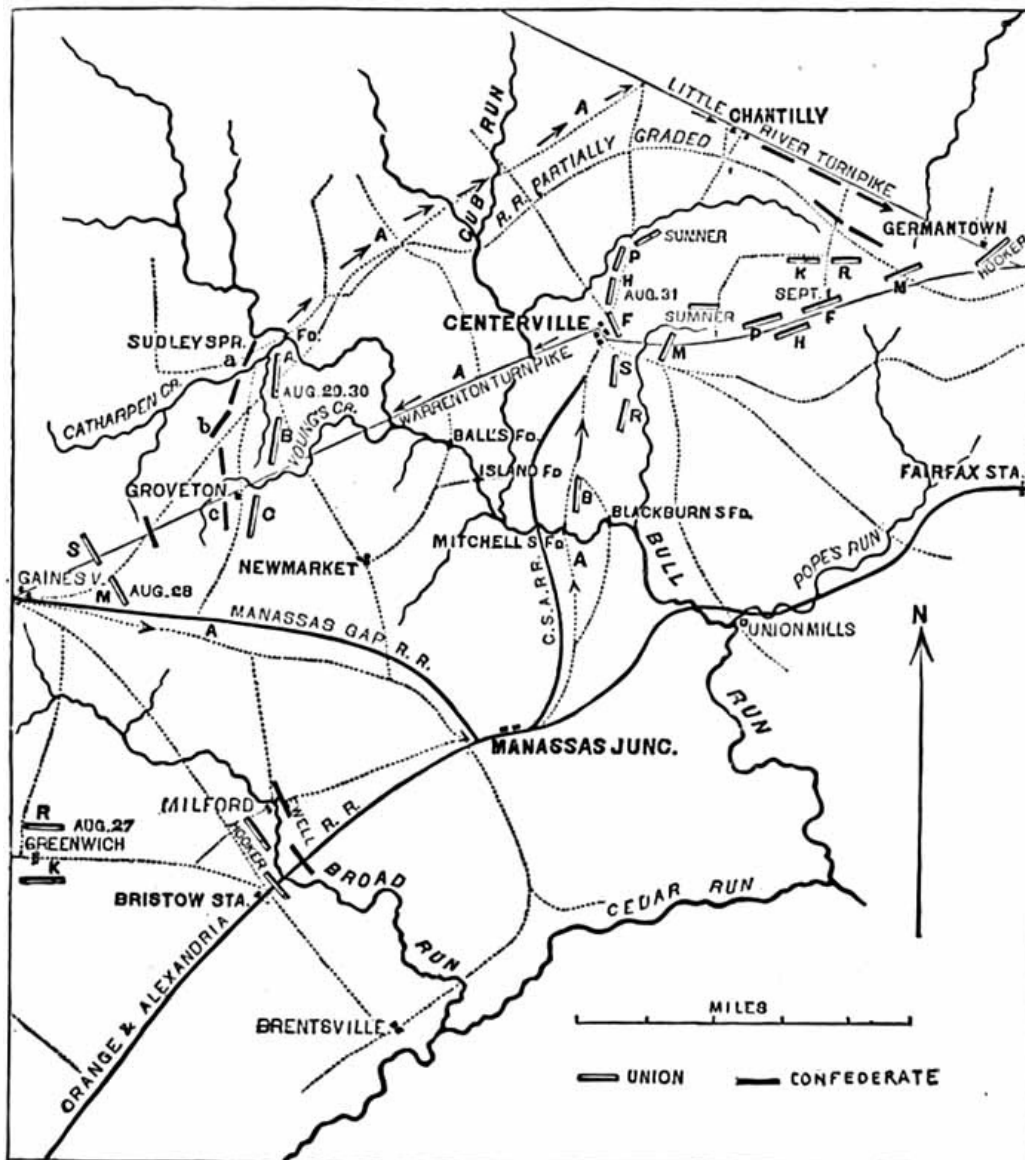 LITTLE RIVER TURNPIKE
CHANTILLY
A
CUB RUN
R. R. PARTIALLY GRADED
GERMANTOWN
HOOKER
SUMNER
P
H
AUG. 31
F
K
R
M
SEPT. 1
SUMNER
P
F
H
CENTERVILLE
M
S
R
A
SUDLEY SPR.
FD.
a
A
AUG. 29.30
A
WARRENTON TURNPIKE
CATHARPEN CR.
b
B
YOUNG'S CR.
BALL'S FD.
ISLAND FD
FAIRFAX STA.
GROVETON
C
C
B
BLACKBURNS FD.
MITCHELL'S FD.
S
NEWMARKET
A
BULL RUN
POPE'S RUN
GAINES V.
M
AUG. 28
C.S.A.R.R.
N
MANASSAS GAP R. R.
A
UNION MILLS
MANASSAS JUNC.
MILFORD
EWELL
HOOKER
R
AUG. 27
GREENWICH
K
BROAD RUN
BRISTOW STA.
CEDAR RUN
ORANGE & ALEXANDRIA R. R.
BRENTSVILLE
MILES
UNION
CONFEDERATE